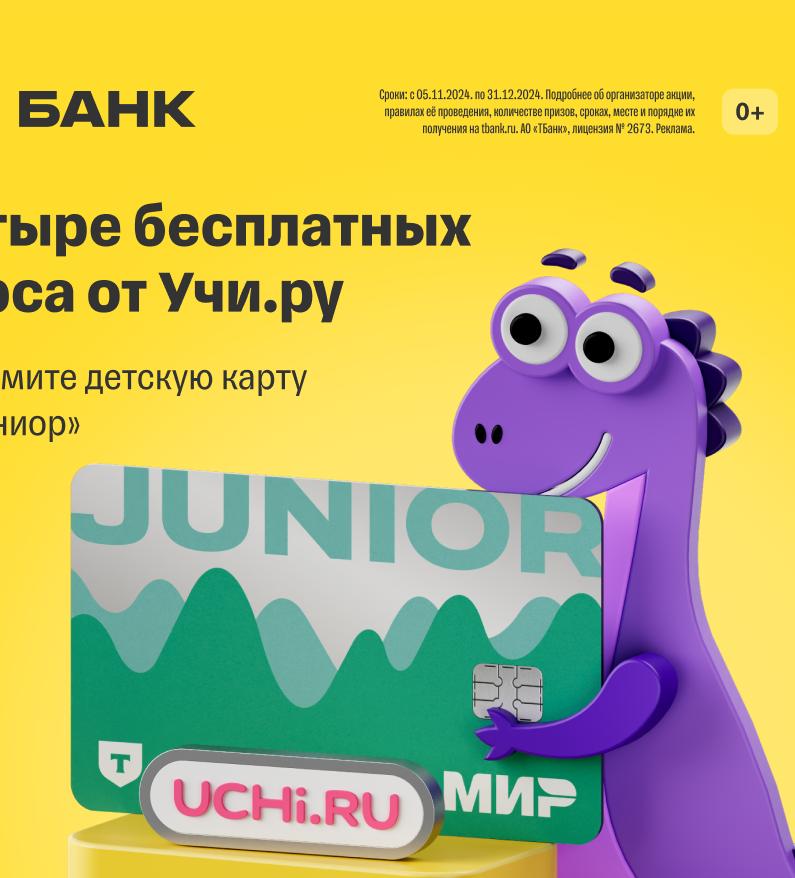 БАНК
Сроки: с 05.11.2024. по 31.12.2024. Подробнее об организаторе акции,
правилах её проведения, количестве призов, сроках, месте и порядке их
получения на tbank.ru. АО «ТБанк», лицензия № 2673. Реклама.
0+
тыре бесплатных
рса от Учи.ру
мите детскую карту
ниор»
JUNIOR
Т
UCHi.RU
МИР